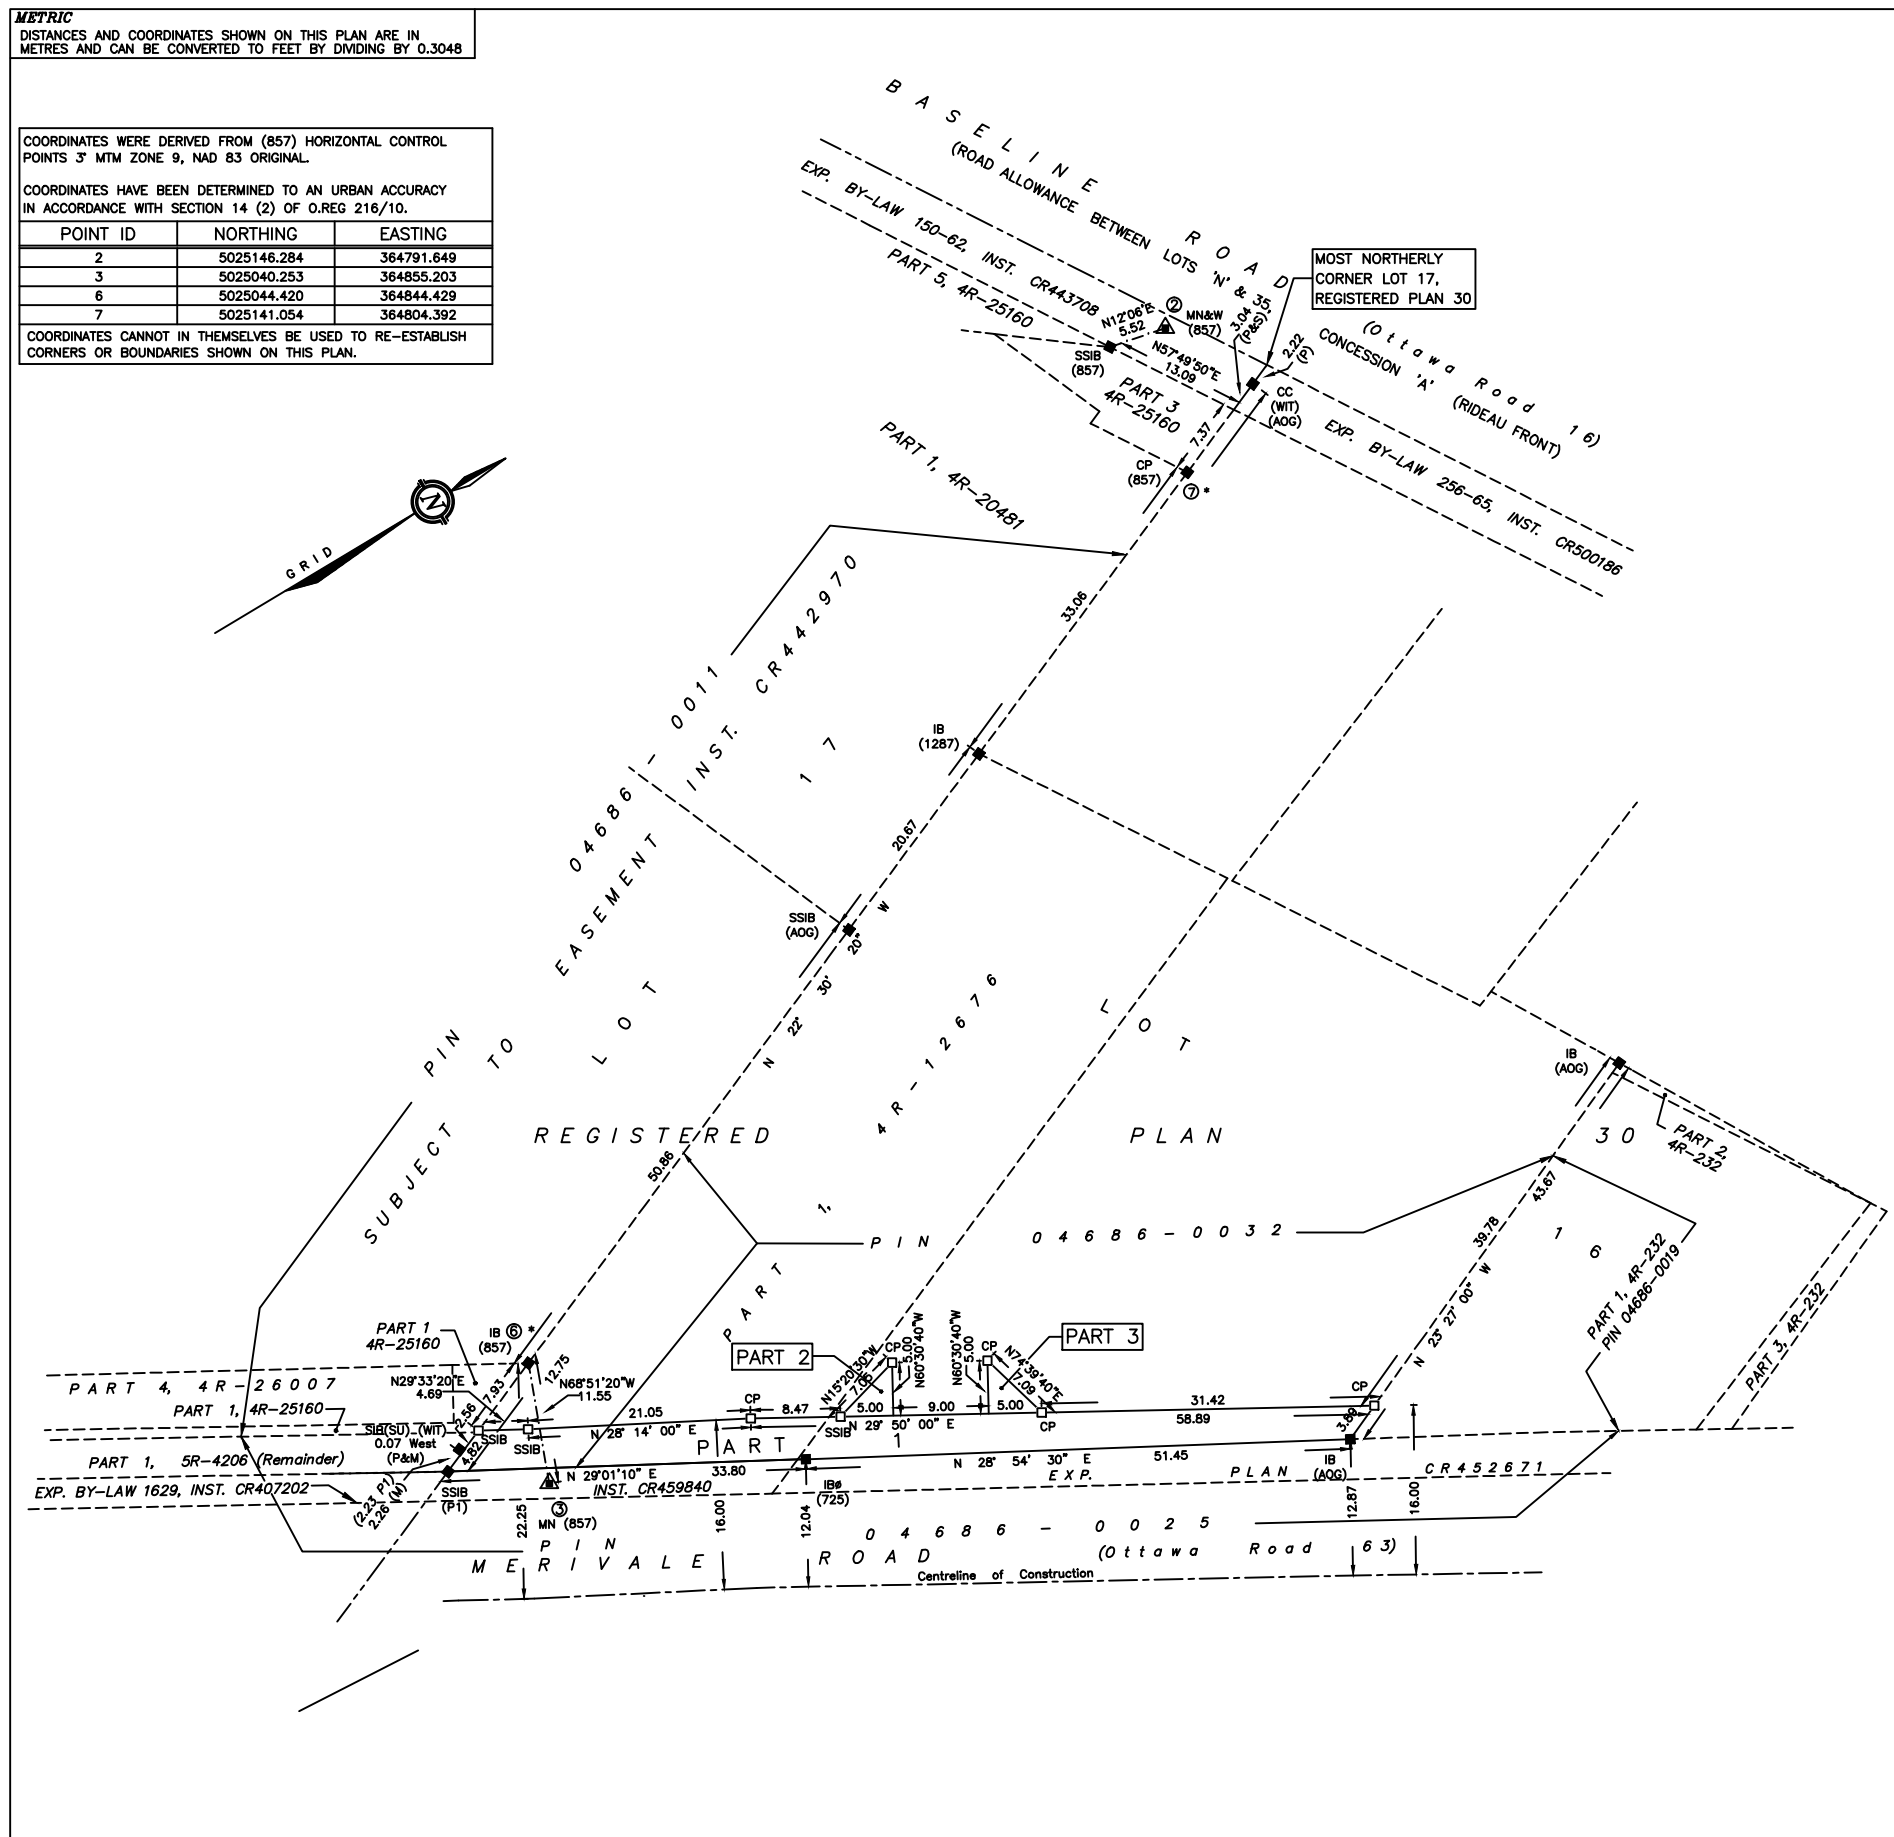 METRIC
DISTANCES AND COORDINATES SHOWN ON THIS PLAN ARE IN
METRES AND CAN BE CONVERTED TO FEET BY DIVIDING BY 0.3048
COORDINATES WERE DERIVED FROM (857) HORIZONTAL CONTROL
POINTS 3° MTM ZONE 9, NAD 83 ORIGINAL.
COORDINATES HAVE BEEN DETERMINED TO AN URBAN ACCURACY
IN ACCORDANCE WITH SECTION 14 (2) OF O.REG 216/10.
POINT ID NORTHING EASTING
2 5025146.284 364791.649
3 5025040.253 364855.203
6 5025044.420 364844.429
7 5025141.054 364804.392
COORDINATES CANNOT IN THEMSELVES BE USED TO RE-ESTABLISH
CORNERS OR BOUNDARIES SHOWN ON THIS PLAN.
BASELINE ROAD
(ROAD ALLOWANCE BETWEEN LOTS 'N' & 35,
CONCESSION 'A' (RIDEAU FRONT)
(Ottawa Road 16)
EXP. BY-LAW 150-62, INST. CR443708
PART 5, 4R-25160
MOST NORTHERLY
CORNER LOT 17,
REGISTERED PLAN 30
N12°06'E
5.52
2
MN&W
(857)
3.04
(P&S)
2.22
(P)
SSIB
(857)
N57°49'50"E
13.09
CC
(WIT)
(AOG)
PART 3
4R-25160
7.37
EXP. BY-LAW 256-65, INST. CR500186
CP
(857)
7 *
PART 1, 4R-20481
N
GRID
33.06
IB
(1287)
20.67
SSIB
(AOG)
N 22° 30' 20" W
PIN 04686 - 0011
SUBJECT TO EASEMENT INST. CR442970
LOT 17
50.86
REGISTERED PLAN 30
PART 1, 4R-12676
LOT 16
IB
(AOG)
PART 2,
4R-232
43.67
39.78
N 23° 27' 00" W
PIN 04686-0032
PART 1, 4R-232
PIN 04686-0019
PART 3, 4R-232
PART 1
4R-25160
IB 6 *
(857)
12.75
N68°51'20"W
11.55
N29°33'20"E
4.69
7.93
2.56
4.82
PART 4, 4R-26007
PART 1, 4R-25160
SIB(SU) (WIT)
0.07 West
(P&M)
SSIB
SSIB
PART 1, 5R-4206 (Remainder)
EXP. BY-LAW 1629, INST. CR407202
(2.23 P1)
2.26 (M)
SSIB
(P1)
21.05
N 28° 14' 00" E
CP
8.47
PART 2
N15°20'30"W
7.06
CP
5.00
N60°30'40"W
5.00
9.00
N60°30'40"W
5.00
CP
N74°39'40"E
7.09
PART 3
5.00
CP
SSIB
N 29° 50' 00" E
31.42
58.89
CP
3.89
PART 1
N 29°01'10" E
33.80
INST. CR459840
IBø
(725)
N 28° 54' 30" E
51.45
IB
(AOG)
EXP. PLAN CR452671
3
MN (857)
22.25
16.00
12.04
12.87
16.00
PIN 04686 - 0025
MERIVALE ROAD
(Ottawa Road 63)
Centreline of Construction